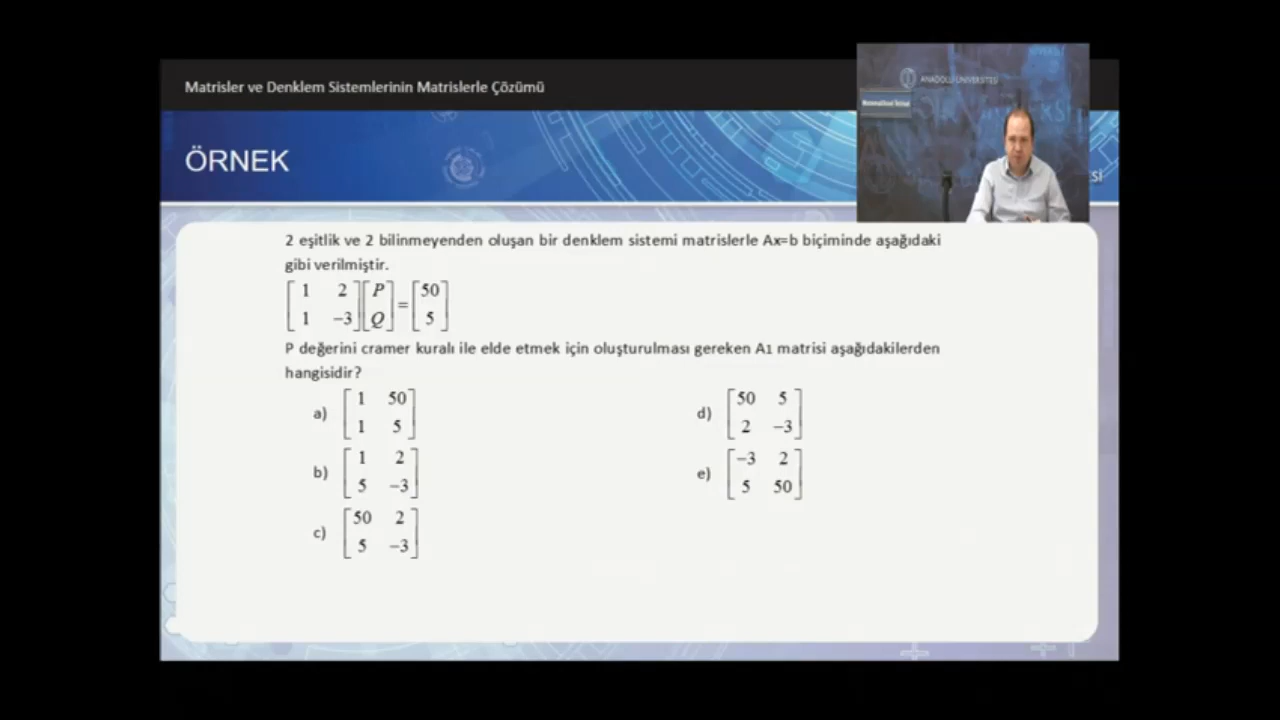 Matrisler ve Denklem Sistemlerinin Matrislerle Çözümü
ANADOLU ÜNİVERSİTESİ
ÖRNEK
2 eşitlik ve 2 bilinmeyenden oluşan bir denklem sistemi matrislerle Ax=b biçiminde aşağıdaki
gibi verilmiştir.
[1 2] [P] = [50]
[1 −3] [Q] [5]
P değerini cramer kuralı ile elde etmek için oluşturulması gereken A1 matrisi aşağıdakilerden
hangisidir?
a) [1 50]
[1 5]
b) [1 2]
[5 −3]
c) [50 2]
[5 −3]
d) [50 5]
[2 −3]
e) [−3 2]
[5 50]